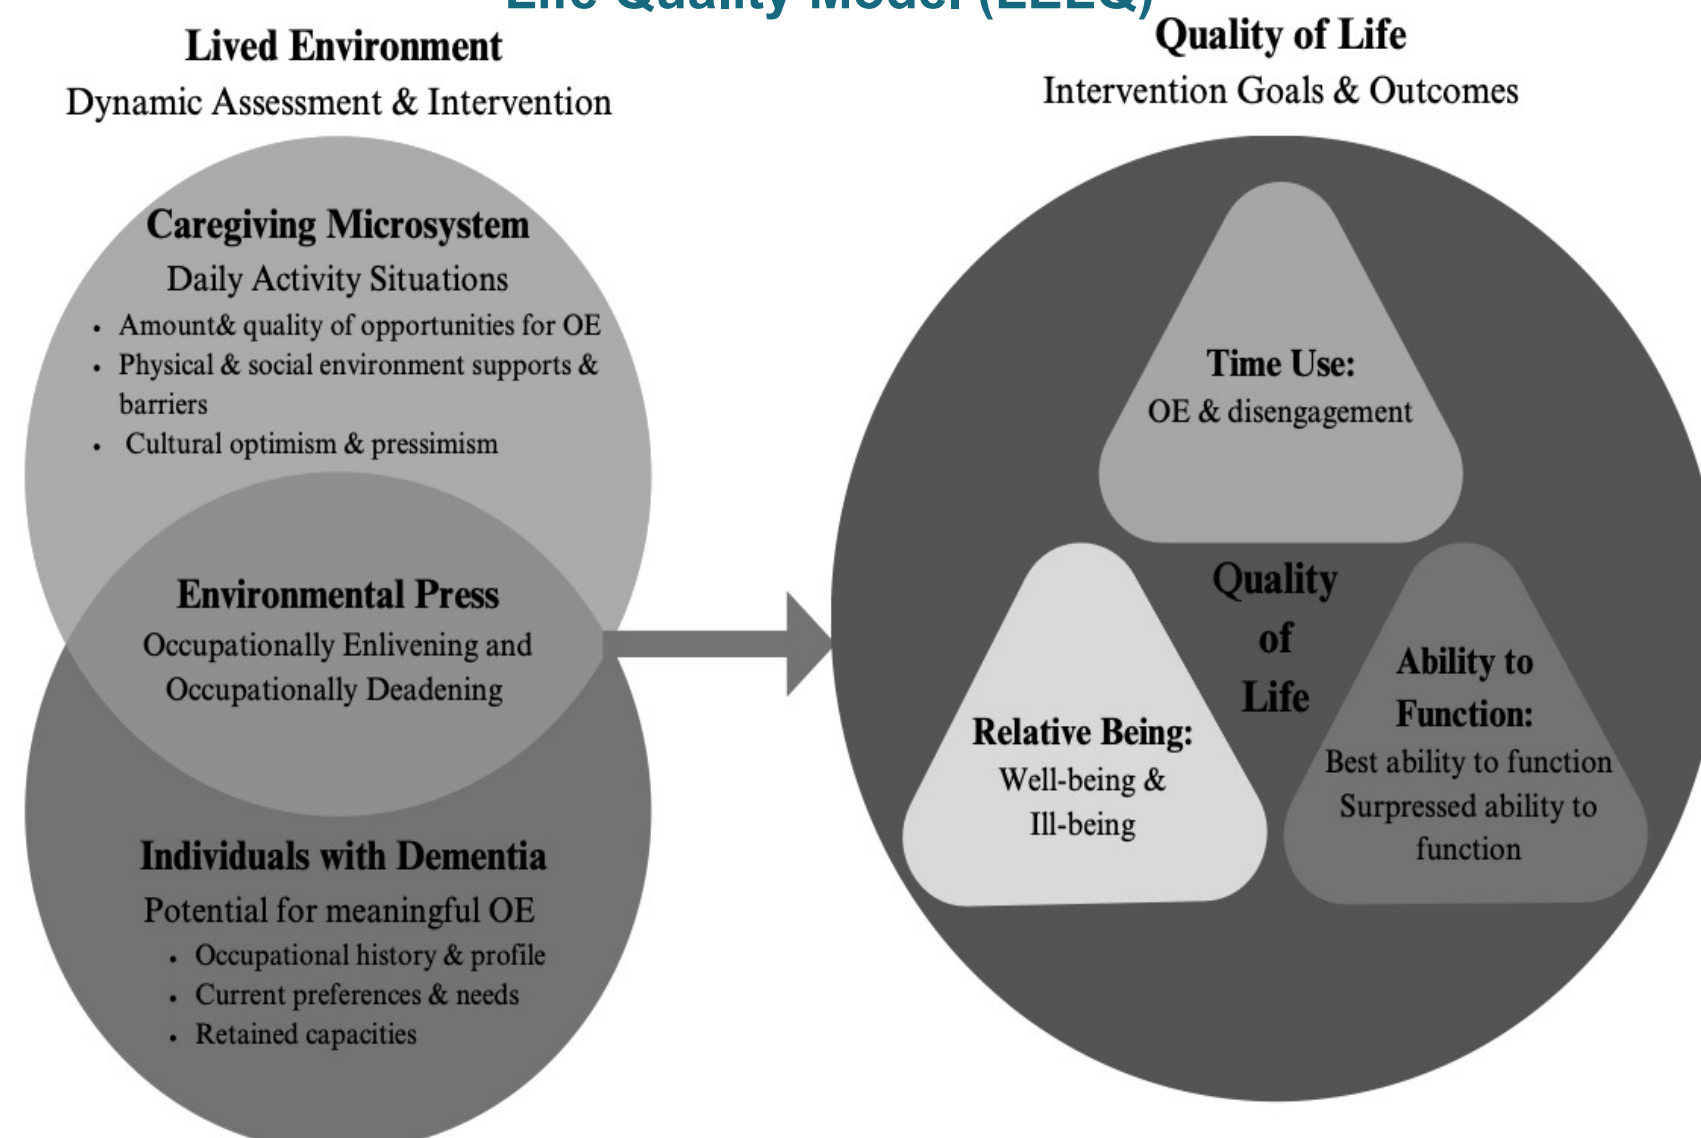 Life Quality Model (LEEQ)
Lived Environment
Dynamic Assessment & Intervention
Caregiving Microsystem
Daily Activity Situations
• Amount& quality of opportunities for OE
• Physical & social environment supports &
barriers
• Cultural optimism & pressimism
Environmental Press
Occupationally Enlivening and
Occupationally Deadening
Individuals with Dementia
Potential for meaningful OE
• Occupational history & profile
• Current preferences & needs
• Retained capacities
Quality of Life
Intervention Goals & Outcomes
Time Use:
OE & disengagement
Quality
of
Life
Relative Being:
Well-being &
Ill-being
Ability to
Function:
Best ability to function
Surpressed ability to
function